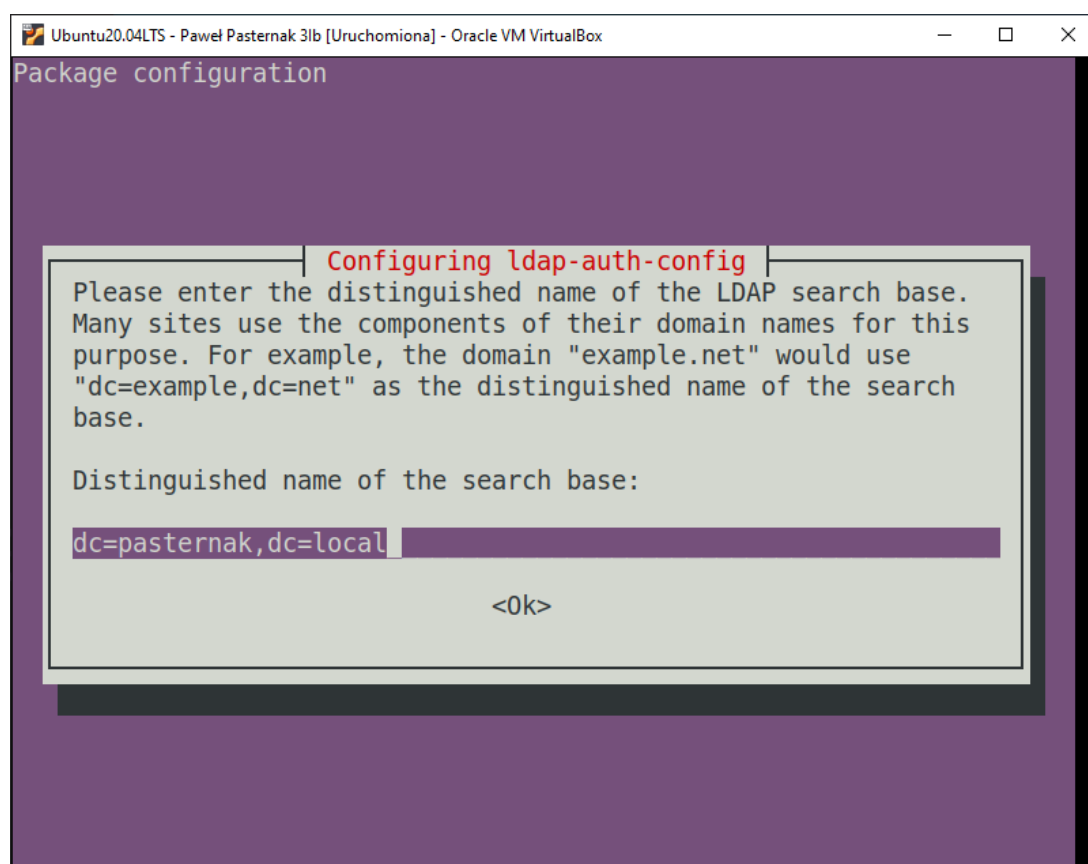 Ubuntu20.04LTS - Paweł Pasternak 3lb [Uruchomiona] - Oracle VM VirtualBox
Package configuration
Configuring ldap-auth-config
Please enter the distinguished name of the LDAP search base.
Many sites use the components of their domain names for this
purpose. For example, the domain "example.net" would use
"dc=example,dc=net" as the distinguished name of the search
base.
Distinguished name of the search base:
dc=pasternak,dc=local
<Ok>